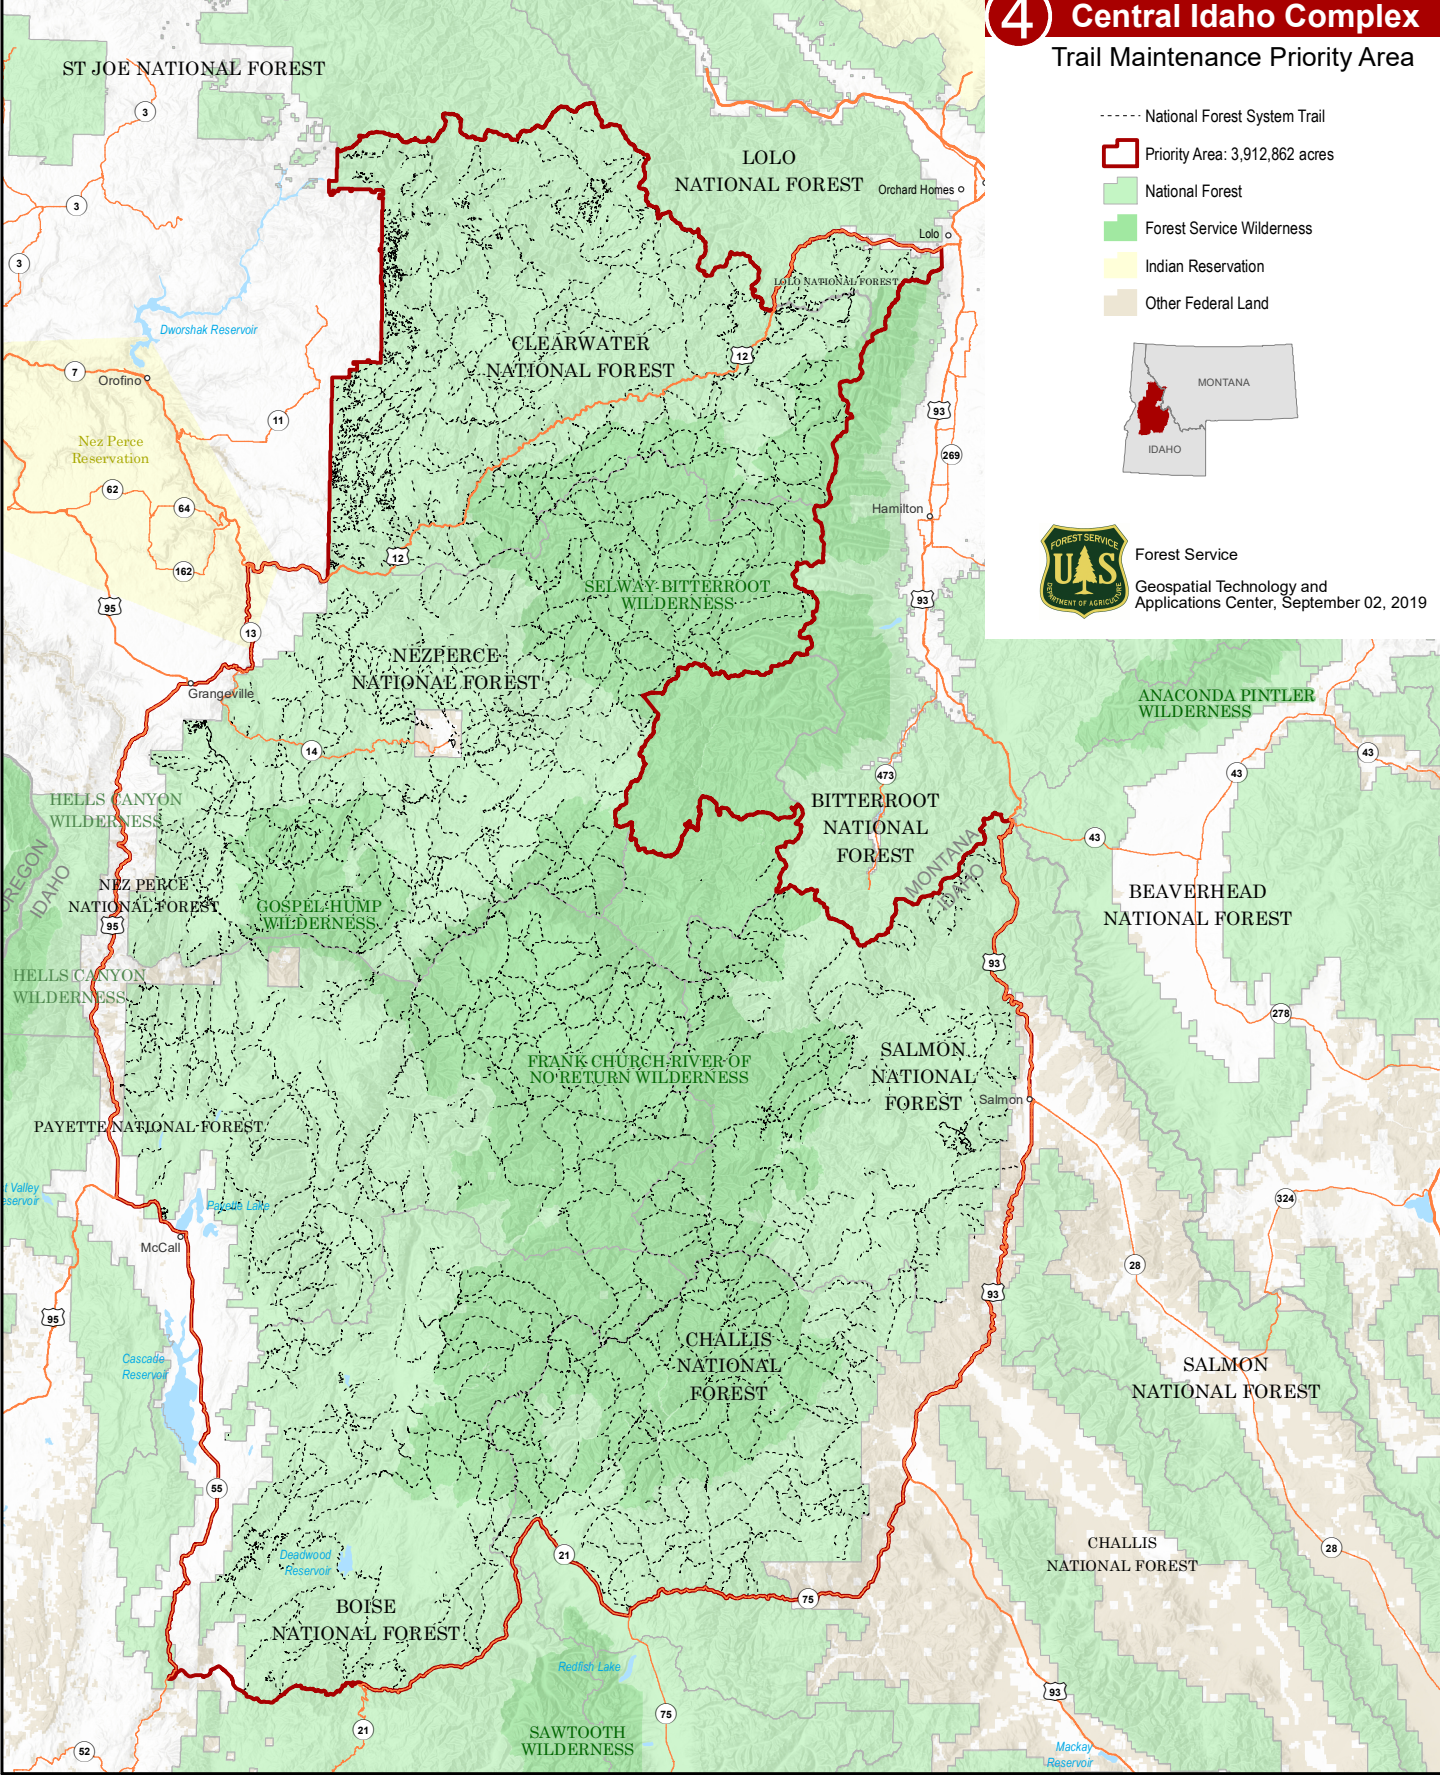 4
Central Idaho Complex
Trail Maintenance Priority Area
National Forest System Trail
Priority Area: 3,912,862 acres
National Forest
Forest Service Wilderness
Indian Reservation
Other Federal Land
MONTANA
IDAHO
FOREST SERVICE
U S
DEPARTMENT OF AGRICULTURE
Forest Service
Geospatial Technology and
Applications Center, September 02, 2019
ST JOE NATIONAL FOREST
3
LOLO
NATIONAL FOREST
Orchard Homes
3
Lolo
3
LOLO NATIONAL FOREST
Dworshak Reservoir
CLEARWATER
NATIONAL FOREST
12
7
Orofino
11
93
Nez Perce
Reservation
269
62
64
Hamilton
12
162
SELWAY-BITTERROOT
WILDERNESS
95
93
13
NEZPERCE
NATIONAL FOREST
Grangeville
ANACONDA PINTLER
WILDERNESS
14
43
43
473
HELLS CANYON
WILDERNESS
BITTERROOT
NATIONAL
FOREST
43
OREGON
IDAHO
MONTANA
IDAHO
NEZ PERCE
NATIONAL FOREST
GOSPEL-HUMP
WILDERNESS
BEAVERHEAD
NATIONAL FOREST
95
93
HELLS CANYON
WILDERNESS
278
FRANK CHURCH-RIVER OF
NO RETURN WILDERNESS
SALMON
NATIONAL
FOREST
Salmon
PAYETTE NATIONAL FOREST
t Valley
eservoir
Payette Lake
324
McCall
28
93
95
Cascade
Reservoir
CHALLIS
NATIONAL
FOREST
SALMON
NATIONAL FOREST
55
Deadwood
Reservoir
21
CHALLIS
NATIONAL FOREST
28
75
BOISE
NATIONAL FOREST
Redfish Lake
93
75
21
SAWTOOTH
WILDERNESS
52
Mackay
Reservoir